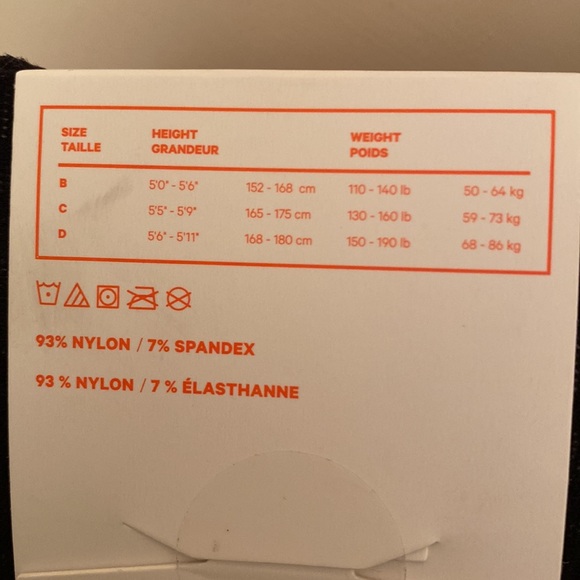 SIZE HEIGHT WEIGHT
TAILLE GRANDEUR POIDS
B 5'0" - 5'6" 152 - 168 cm 110 - 140 lb 50 - 64 kg
C 5'5" - 5'9" 165 - 175 cm 130 - 160 lb 59 - 73 kg
D 5'6" - 5'11" 168 - 180 cm 150 - 190 lb 68 - 86 kg
93% NYLON / 7% SPANDEX
93 % NYLON / 7 % ÉLASTHANNE